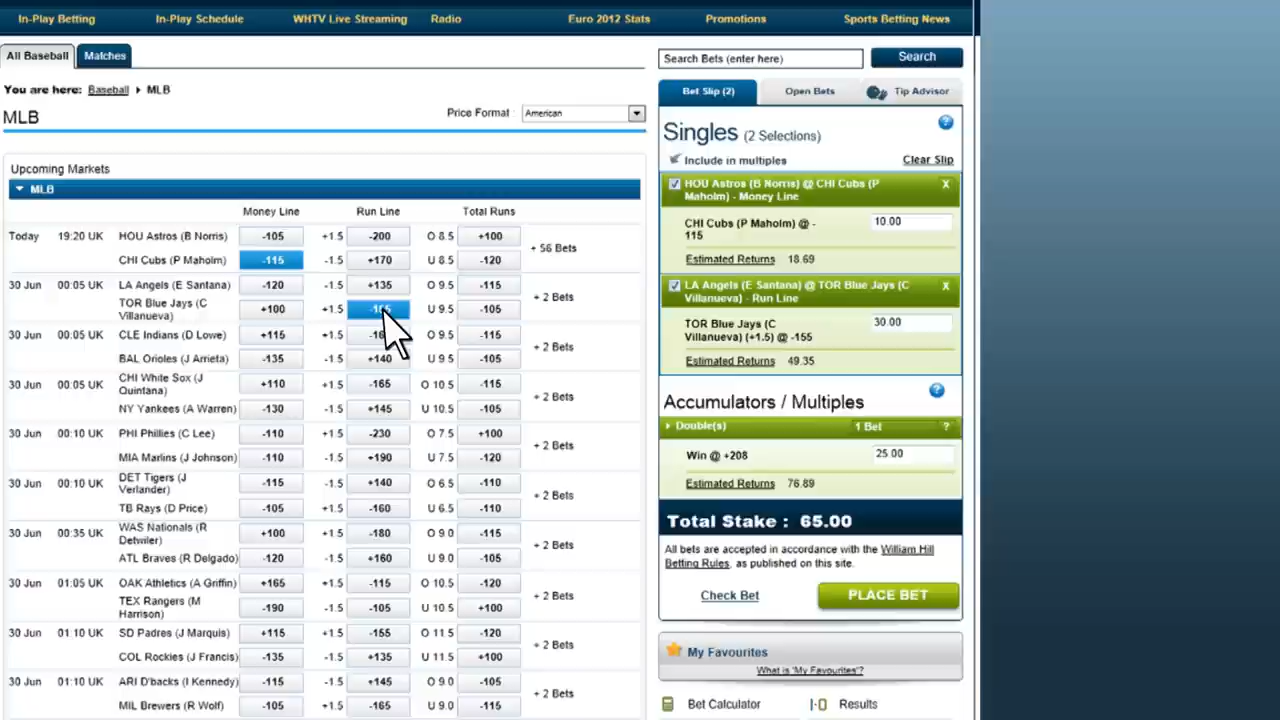 In-Play Betting In-Play Schedule WHTV Live Streaming Radio Euro 2012 Stats Promotions Sports Betting News
All Baseball Matches
Search Bets (enter here) Search
You are here: Baseball MLB
MLB
Price Format : American
Bet Slip (2) Open Bets Tip Advisor
Upcoming Markets
MLB
Money Line Run Line Total Runs
Today 19:20 UK HOU Astros (B Norris) -105 +1.5 -200 O 8.5 +100
+ 56 Bets
CHI Cubs (P Maholm) -115 -1.5 +170 U 8.5 -120
30 Jun 00:05 UK LA Angels (E Santana) -120 -1.5 +135 O 9.5 -115
+ 2 Bets
TOR Blue Jays (C
Villanueva) +100 +1.5 U 9.5 -105
30 Jun 00:05 UK CLE Indians (D Lowe) +115 +1.5 O 9.5 -115
+ 2 Bets
BAL Orioles (J Arrieta) -135 -1.5 +140 U 9.5 -105
30 Jun 00:05 UK CHI White Sox (J
Quintana) +110 +1.5 -165 O 10.5 -115
+ 2 Bets
NY Yankees (A Warren) -130 -1.5 +145 U 10.5 -105
30 Jun 00:10 UK PHI Phillies (C Lee) -110 +1.5 -230 O 7.5 +100
+ 2 Bets
MIA Marlins (J Johnson) -110 -1.5 +190 U 7.5 -120
30 Jun 00:10 UK DET Tigers (J
Verlander) -115 -1.5 +140 O 6.5 -110
+ 2 Bets
TB Rays (D Price) -105 +1.5 -160 U 6.5 -110
30 Jun 00:35 UK WAS Nationals (R
Detwiler) +100 +1.5 -180 O 9.0 -115
+ 2 Bets
ATL Braves (R Delgado) -120 -1.5 +160 U 9.0 -105
30 Jun 01:05 UK OAK Athletics (A Griffin) +165 +1.5 -115 O 10.5 -120
+ 2 Bets
TEX Rangers (M
Harrison) -190 -1.5 -105 U 10.5 +100
30 Jun 01:10 UK SD Padres (J Marquis) +115 +1.5 -155 O 11.5 -120
+ 2 Bets
COL Rockies (J Francis) -135 -1.5 +135 U 11.5 +100
30 Jun 01:10 UK ARI D'backs (I Kennedy) -115 -1.5 +145 O 9.0 -105
+ 2 Bets
MIL Brewers (R Wolf) -105 +1.5 -165 U 9.0 -115
Singles (2 Selections) ?
Include in multiples Clear Slip
HOU Astros (B Norris) @ CHI Cubs (P X
Maholm) - Money Line
CHI Cubs (P Maholm) @ - 10.00
115
Estimated Returns 18.69
LA Angels (E Santana) @ TOR Blue Jays (C X
Villanueva) - Run Line
TOR Blue Jays (C 30.00
Villanueva) (+1.5) @ -155
Estimated Returns 49.35
Accumulators / Multiples ?
Double(s) 1 Bet ?
Win @ +208 25.00
Estimated Returns 76.89
Total Stake : 65.00
All bets are accepted in accordance with the William Hill
Betting Rules, as published on this site.
Check Bet PLACE BET
My Favourites
What is 'My Favourites'?
Bet Calculator Results